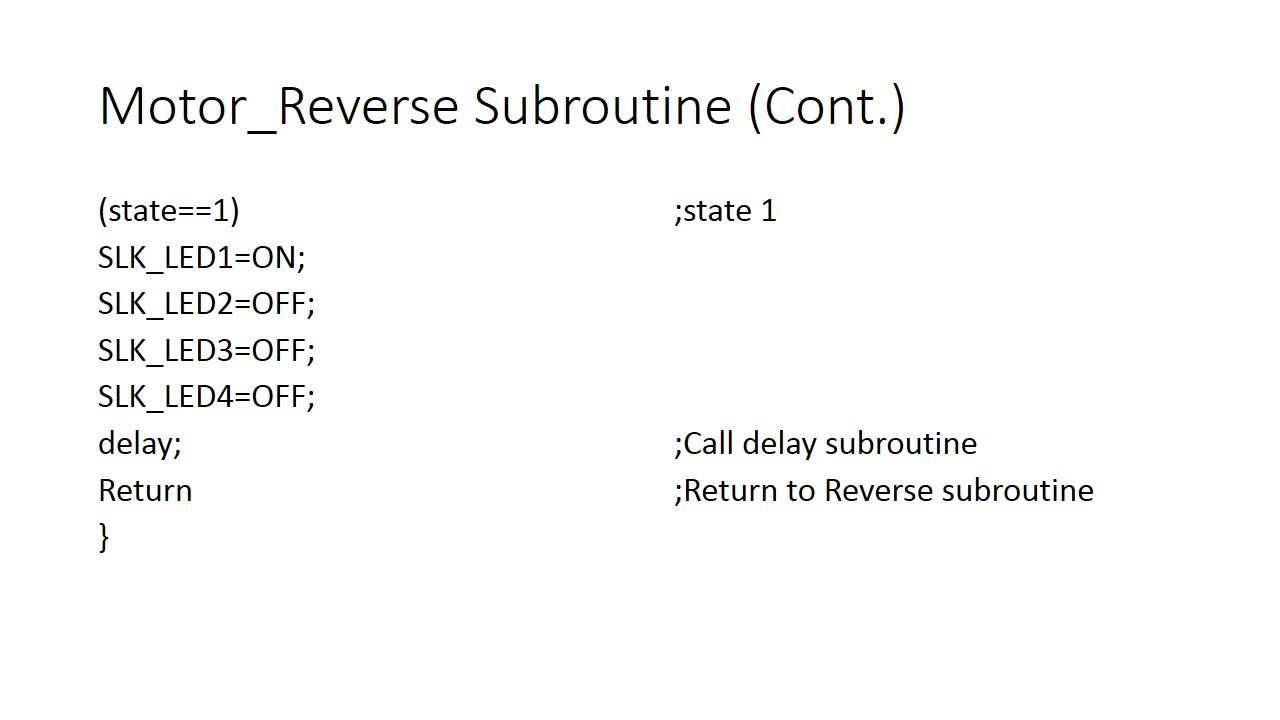 Motor_Reverse Subroutine (Cont.)
(state==1) ;state 1
SLK_LED1=ON;
SLK_LED2=OFF;
SLK_LED3=OFF;
SLK_LED4=OFF;
delay; ;Call delay subroutine
Return ;Return to Reverse subroutine
}